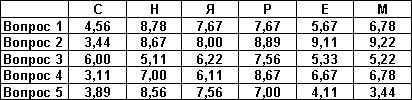 С Н Я Р Е М
Вопрос 1 4,56 8,78 7,67 7,67 5,67 6,78
Вопрос 2 3,44 8,67 8,00 8,89 9,11 9,22
Вопрос 3 6,00 5,11 6,22 7,56 5,33 5,22
Вопрос 4 3,11 7,00 6,11 8,67 6,67 6,78
Вопрос 5 3,89 8,56 7,56 7,00 4,11 3,44